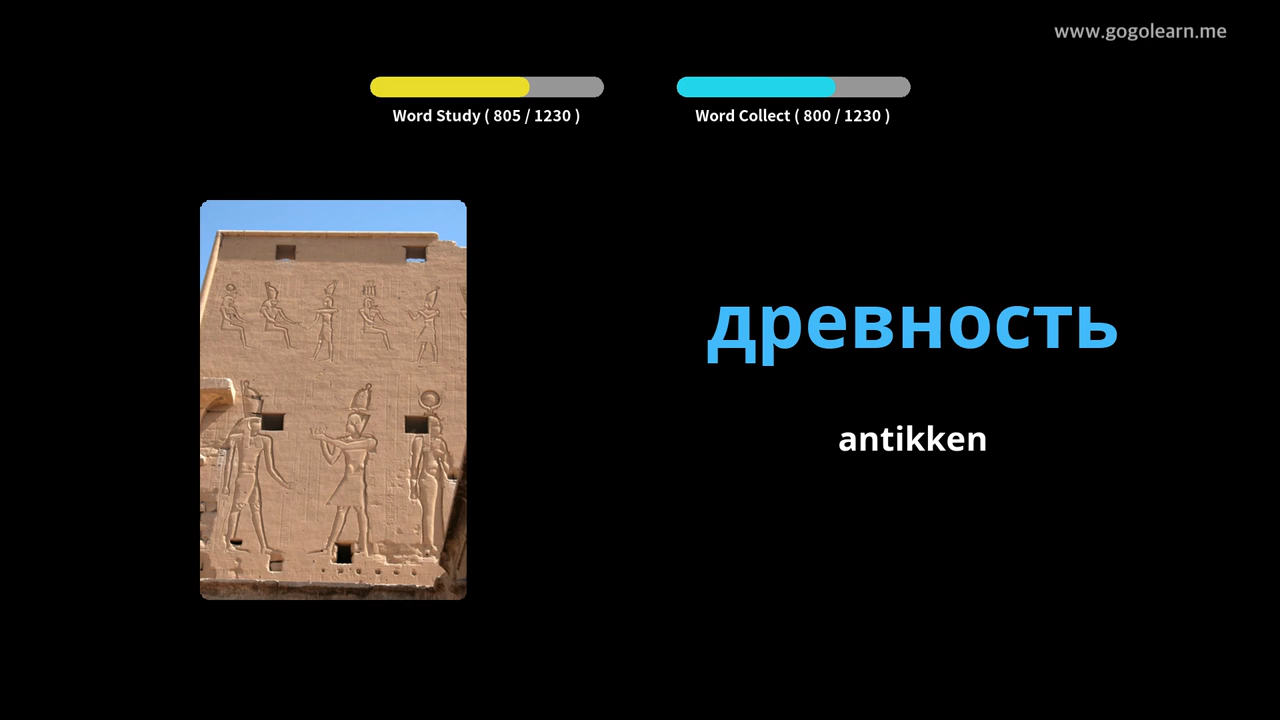 www.gogolearn.me
Word Study ( 805 / 1230 )
Word Collect ( 800 / 1230 )
древность
antikken